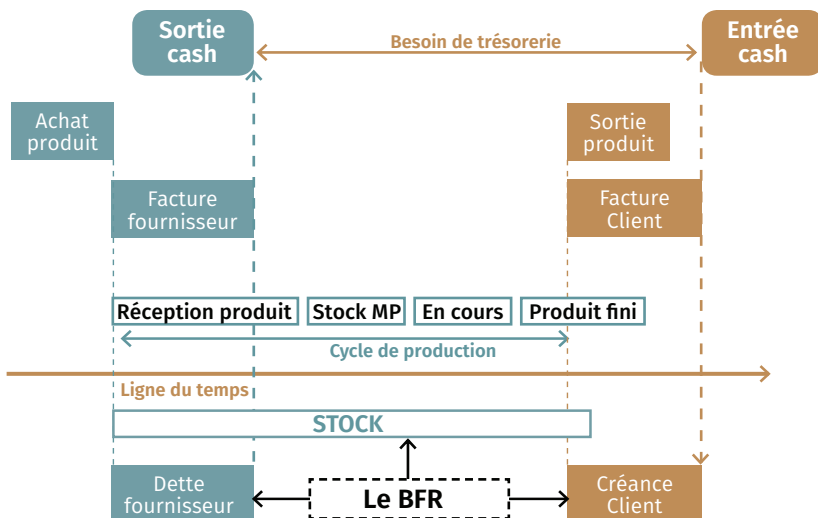 Sortie
cash
Besoin de trésorerie
Entrée
cash
Achat
produit
Sortie
produit
Facture
fournisseur
Facture
Client
Réception produit
Stock MP
En cours
Produit fini
Cycle de production
Ligne du temps
STOCK
Dette
fournisseur
Le BFR
Créance
Client